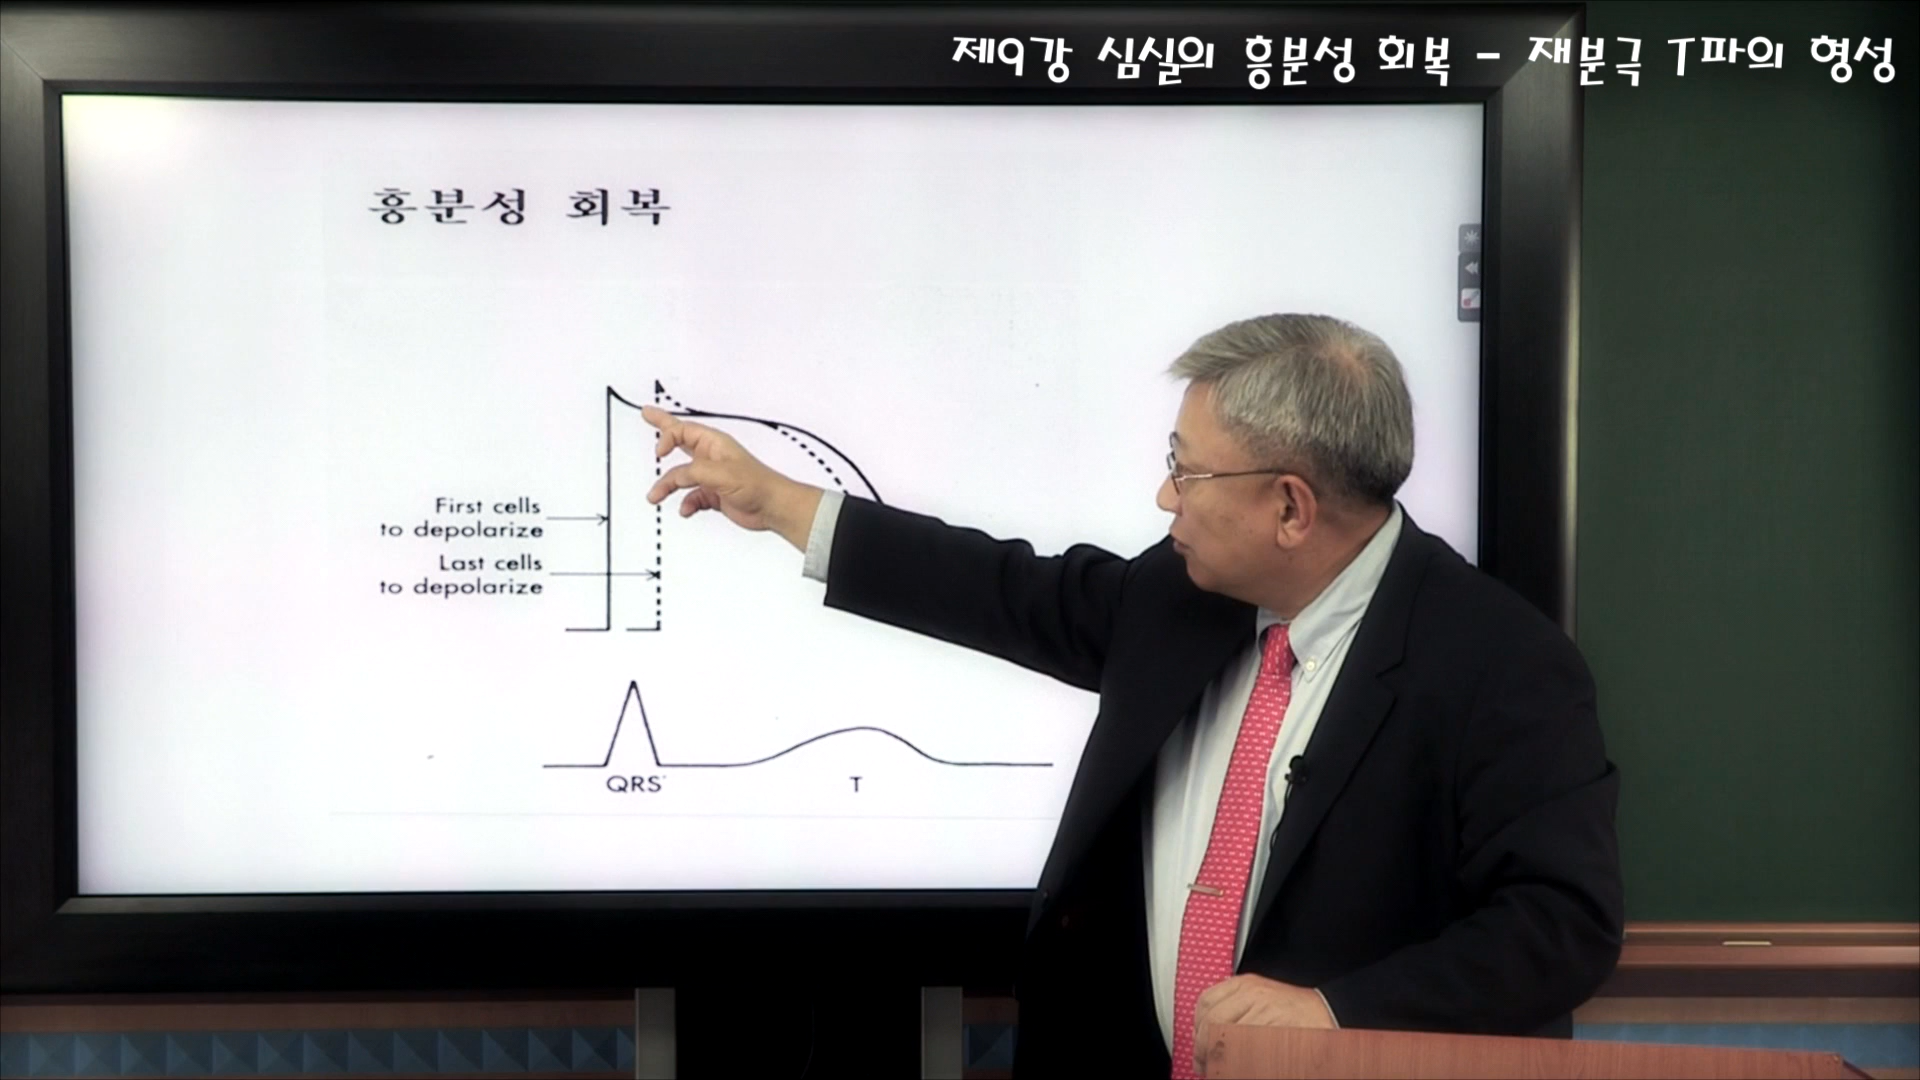 제9강 심실의 흥분성 회복 - 재분극 T파의 형성
흥분성 회복
First cells
to depolarize
Last cells
to depolarize
QRS
T